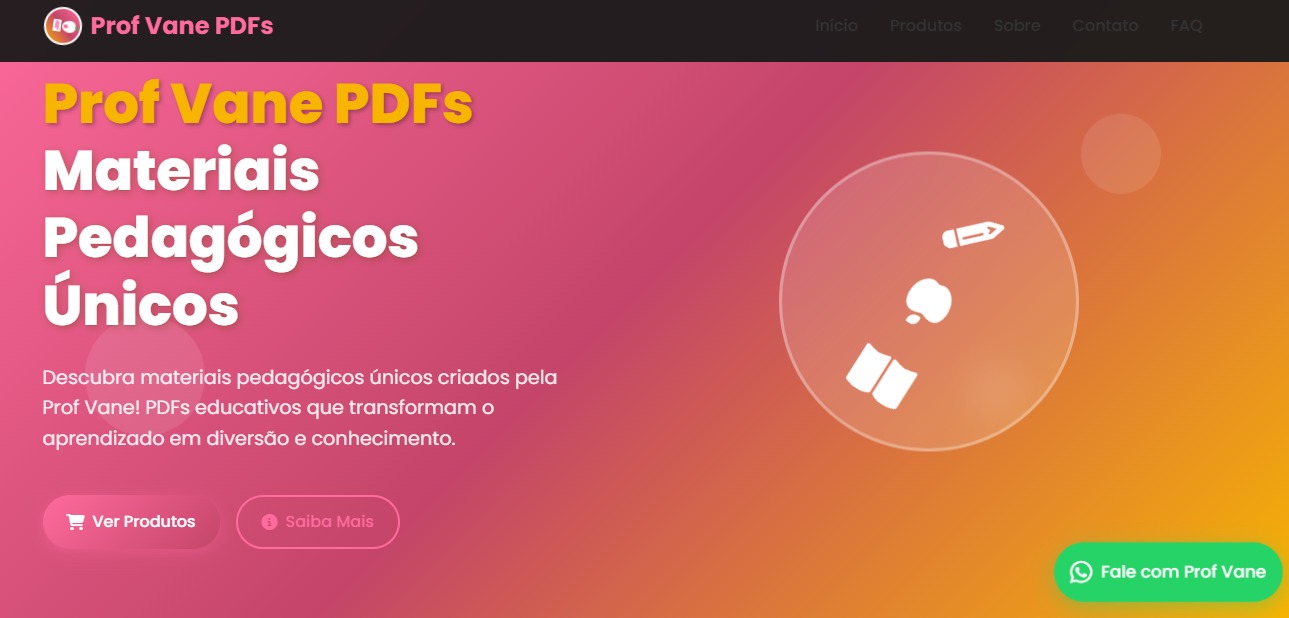 Prof Vane PDFs
Início
Produtos
Sobre
Contato
FAQ
Prof Vane PDFs
Materiais
Pedagógicos
Únicos
Descubra materiais pedagógicos únicos criados pela
Prof Vane! PDFs educativos que transformam o
aprendizado em diversão e conhecimento.
Ver Produtos
Saiba Mais
Fale com Prof Vane